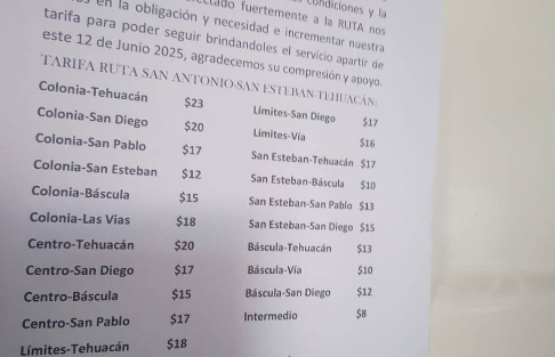 condiciones y la
ctado fuertemente a la RUTA nos
en la obligación y necesidad e incrementar nuestra
tarifa para poder seguir brindandoles el servicio apartir de
este 12 de Junio 2025, agradecemos su compresión y apoyo.
TARIFA RUTA SAN ANTONIO-SAN ESTEBAN-TEHUACÁN:
Colonia-Tehuacán $23
Colonia-San Diego $20
Colonia-San Pablo $17
Colonia-San Esteban $12
Colonia-Báscula $15
Colonia-Las Vias $18
Centro-Tehuacán $20
Centro-San Diego $17
Centro-Báscula $15
Centro-San Pablo $17
Límites-Tehuacán $18
Límites-San Diego $17
Límites-Vía $16
San Esteban-Tehuacán $17
San Esteban-Báscula $10
San Esteban-San Pablo $13
San Esteban-San Diego $15
Báscula-Tehuacán $13
Báscula-Vía $10
Báscula-San Diego $12
Intermedio $8